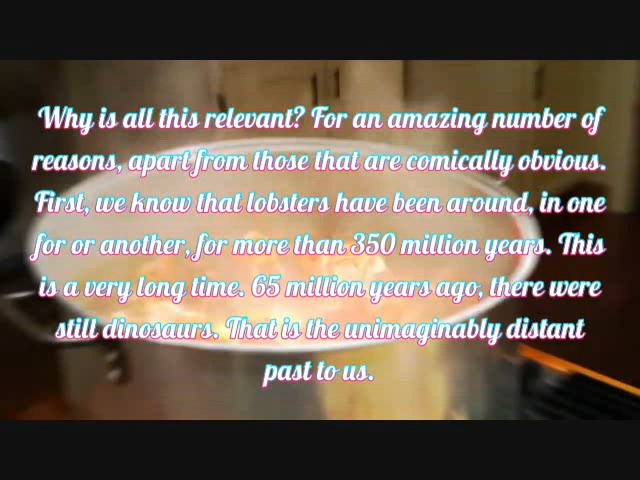 Why is all this relevant? For an amazing number of
reasons, apart from those that are comically obvious.
First, we know that lobsters have been around, in one
for or another, for more than 350 million years. This
is a very long time. 65 million years ago, there were
still dinosaurs. That is the unimaginably distant
past to us.